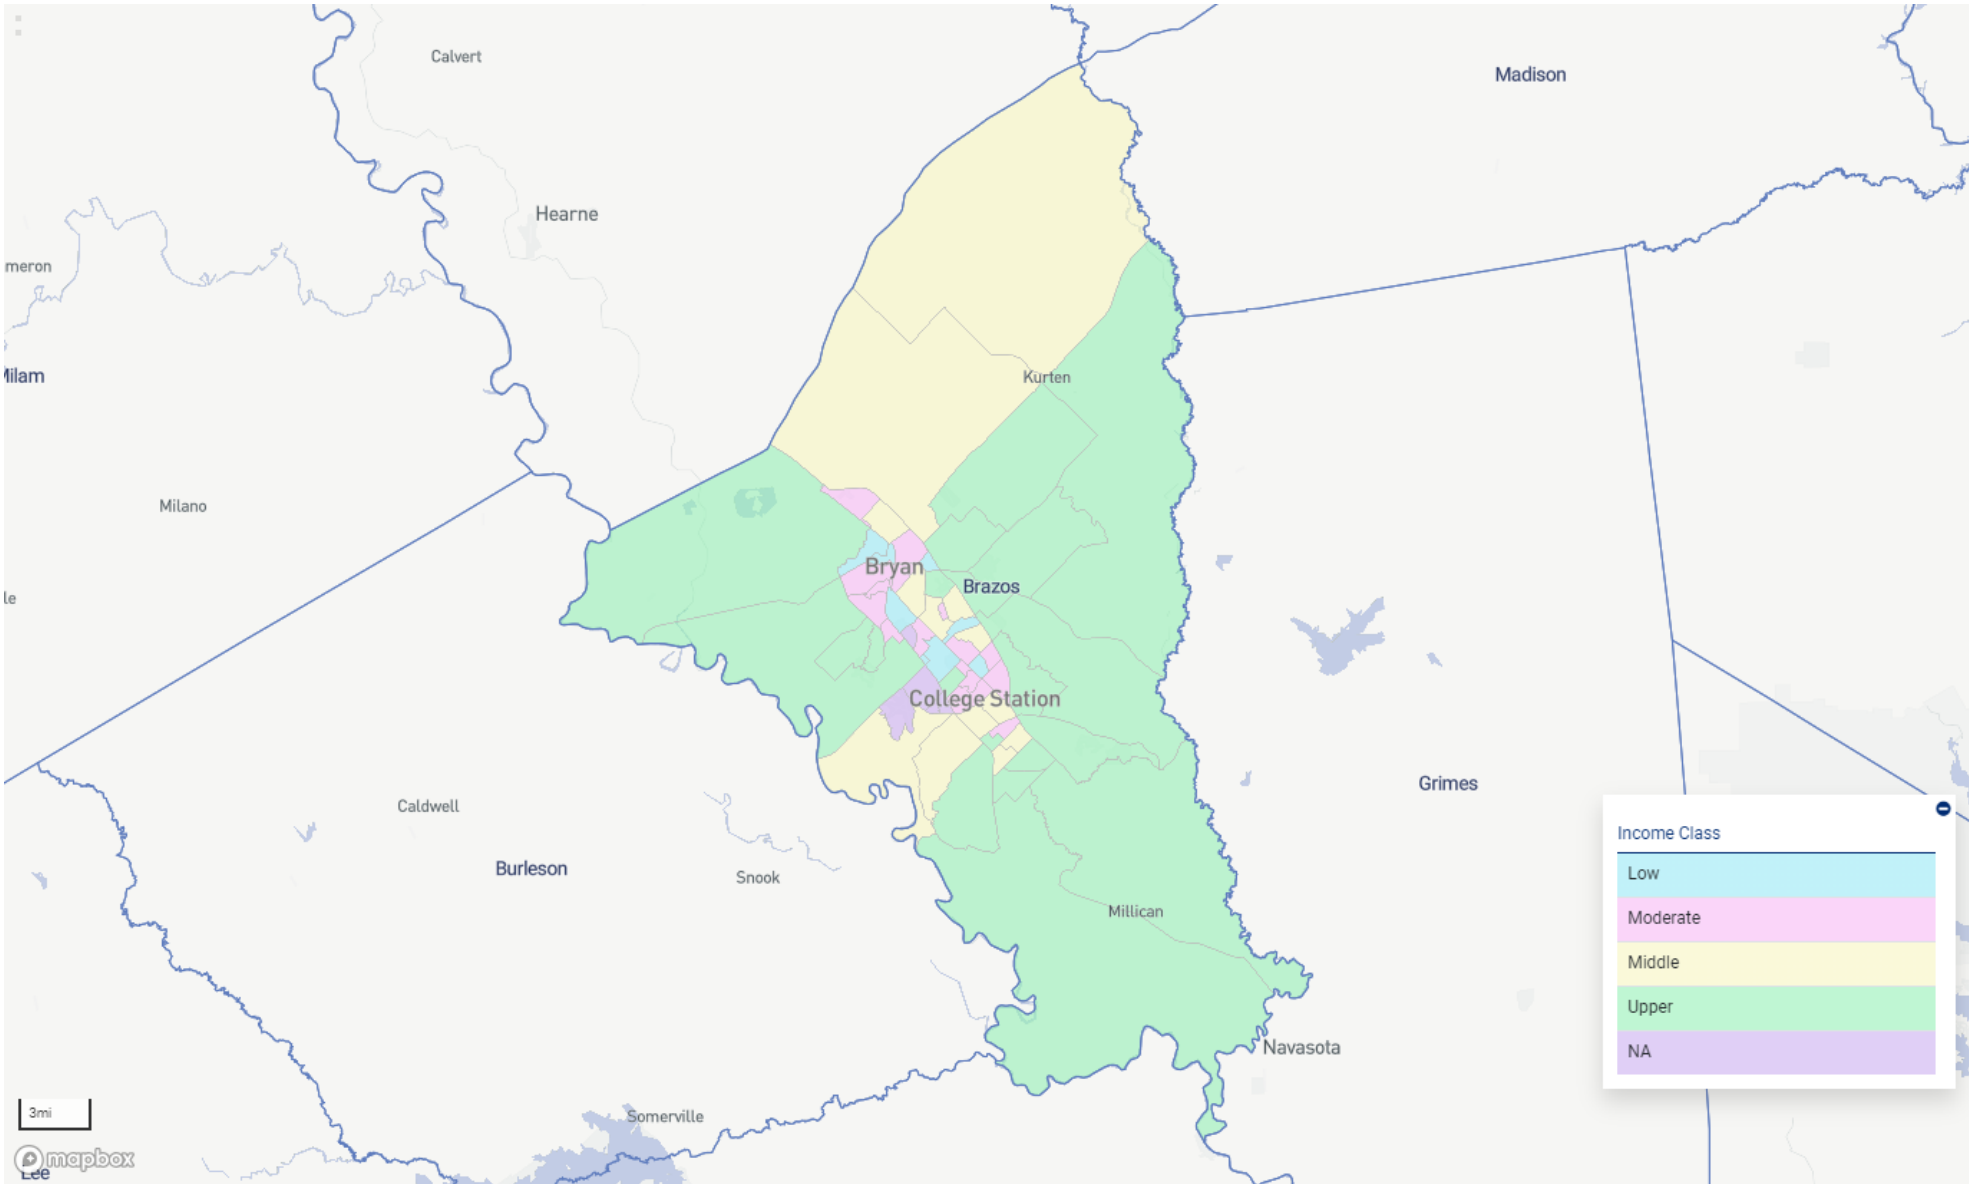 Calvert
Madison
Hearne
meron
Kurten
Milam
Milano
Bryan
Brazos
le
College Station
Grimes
Caldwell
Burleson
Snook
Millican
Navasota
Somerville
Lee
Income Class
Low
Moderate
Middle
Upper
NA
3mi
mapbox